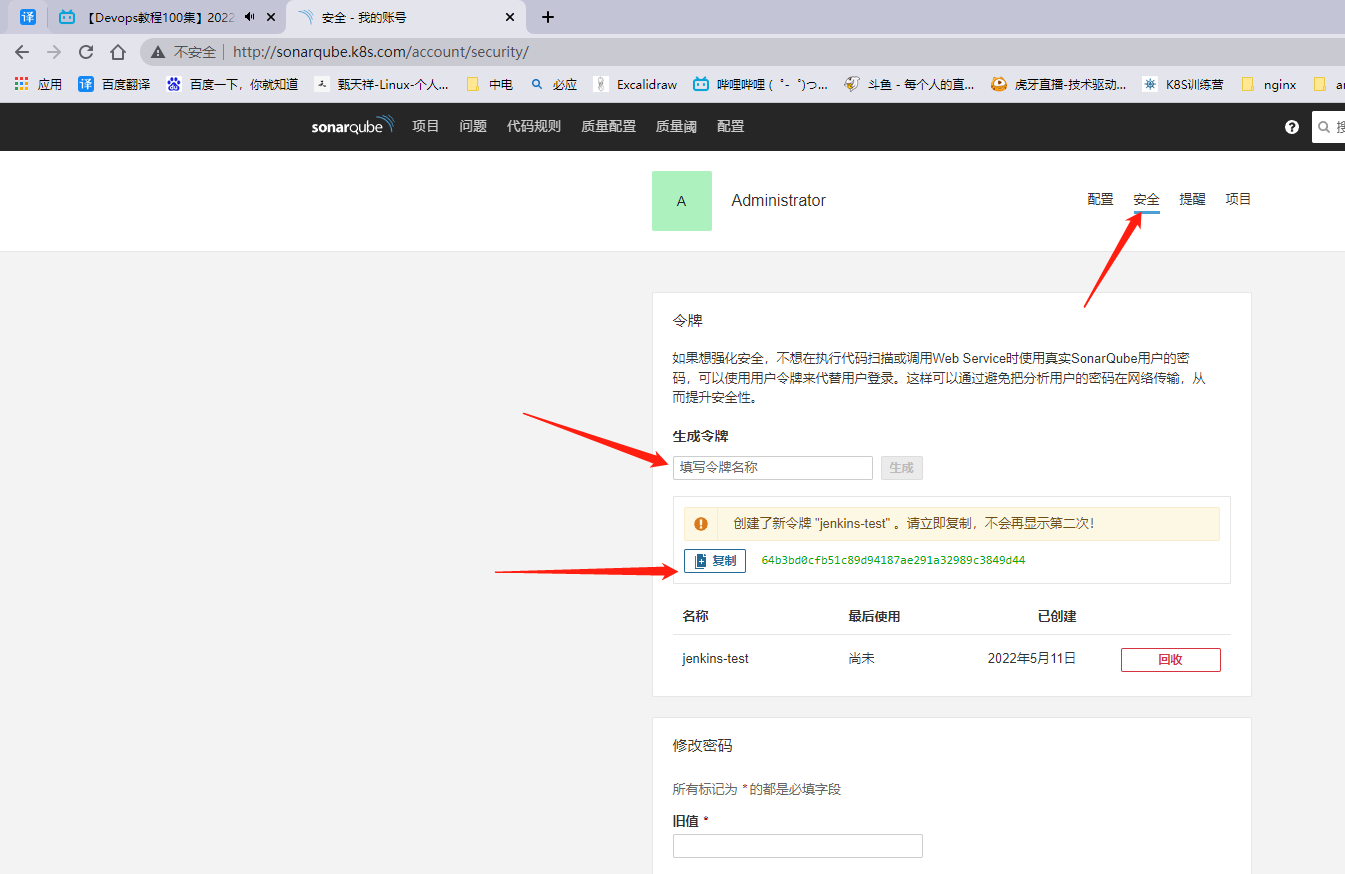 译 【Devops教程100集】2022 安全 - 我的账号
不安全 http://sonarqube.k8s.com/account/security/
应用 译 百度翻译 百度一下，你就知道 甄天祥-Linux-个人... 中电 必应 Excalidraw 哔哩哔哩 (゜-゜)つ... 斗鱼 - 每个人的直... 虎牙直播-技术驱动... K8S训练营 nginx
sonarqube 项目 问题 代码规则 质量配置 质量阈 配置 ? 搜
A Administrator 配置 安全 提醒 项目
令牌
如果想强化安全，不想在执行代码扫描或调用Web Service时使用真实SonarQube用户的密
码，可以使用用户令牌来代替用户登录。这样可以通过避免把分析用户的密码在网络传输，从
而提升安全性。
生成令牌
填写令牌名称 生成
创建了新令牌 "jenkins-test" 。请立即复制，不会再显示第二次！
复制 64b3bd0cfb51c89d94187ae291a32989c3849d44
名称 最后使用 已创建
jenkins-test 尚未 2022年5月11日 回收
修改密码
所有标记为 *的都是必填字段
旧值 *